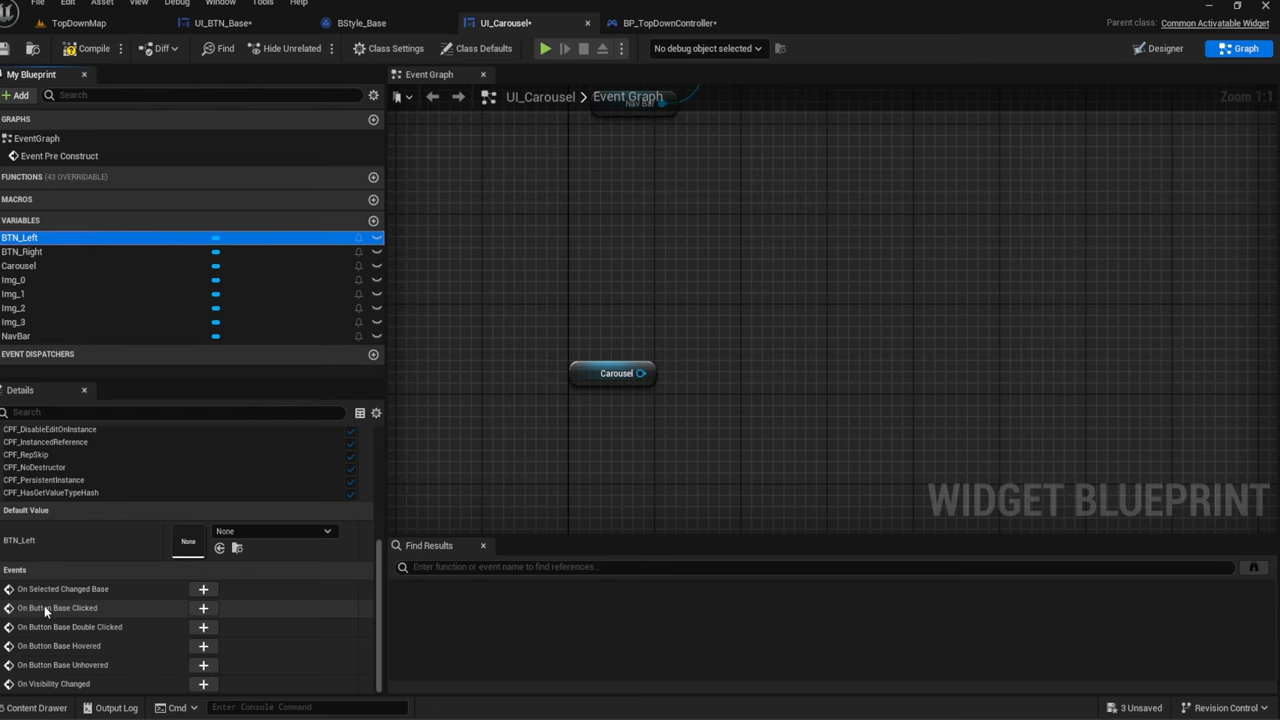 File Edit Asset View Debug Window Tools Help
TopDownMap UI_BTN_Base* BStyle_Base UI_Carousel* BP_TopDownController* Parent class: Common Activatable Widget
Compile Diff Find Hide Unrelated Class Settings Class Defaults No debug object selected Designer Graph
My Blueprint Event Graph
Add Search UI_Carousel > Event Graph Zoom 1:1
Nav Bar
GRAPHS
EventGraph
Event Pre Construct
FUNCTIONS (43 OVERRIDABLE)
MACROS
VARIABLES
BTN_Left
BTN_Right
Carousel
Img_0
Img_1
Img_2
Img_3
NavBar
EVENT DISPATCHERS
Carousel
Details
Search
CPF_DisableEditOnInstance
CPF_InstancedReference
CPF_RepSkip
CPF_NoDestructor
CPF_PersistentInstance
CPF_HasGetValueTypeHash
WIDGET BLUEPRINT
Default Value
BTN_Left None None
Find Results
Enter function or event name to find references...
Events
On Selected Changed Base
On Button Base Clicked
On Button Base Double Clicked
On Button Base Hovered
On Button Base Unhovered
On Visibility Changed
Content Drawer Output Log Cmd Enter Console Command 3 Unsaved Revision Control